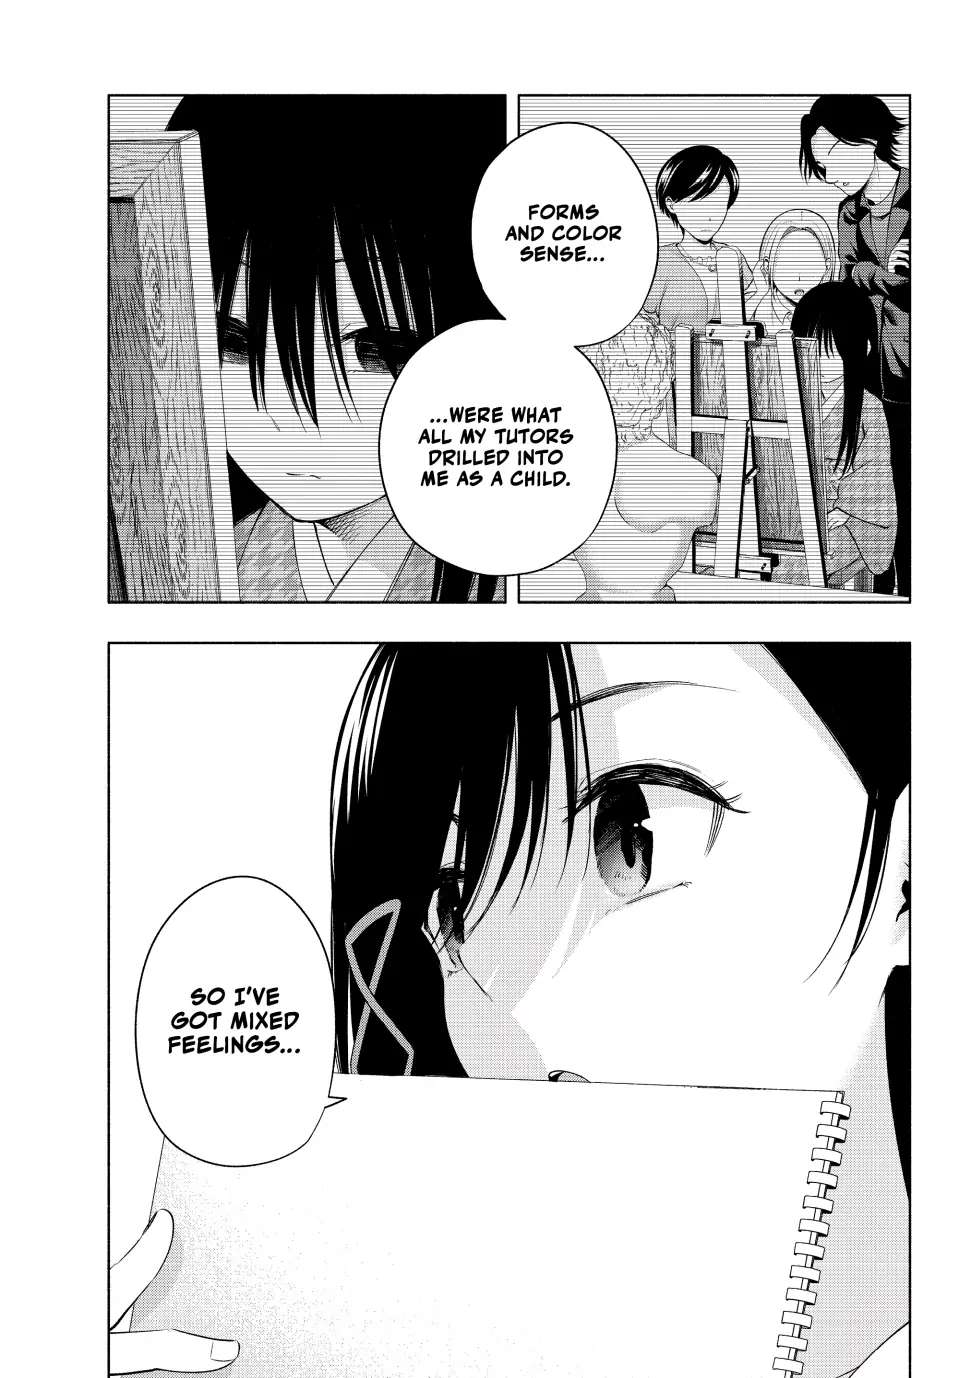 FORMS
AND COLOR
SENSE...
...WERE WHAT
ALL MY TUTORS
DRILLED INTO
ME AS A CHILD.
SO I'VE
GOT MIXED
FEELINGS...